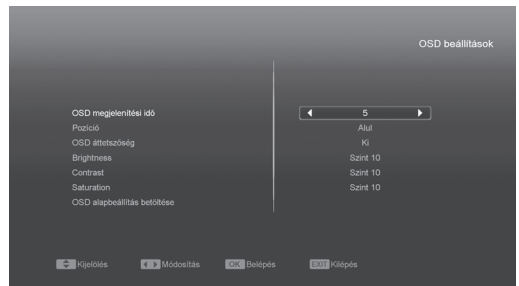 OSD beállítások
OSD megjelenítési idő 5
Pozíció Alul
OSD áttetszőség Ki
Brightness Szint 10
Contrast Szint 10
Saturation Szint 10
OSD alapbeállítás betöltése
Kijelölés Módosítás OK Belépés EXIT Kilépés